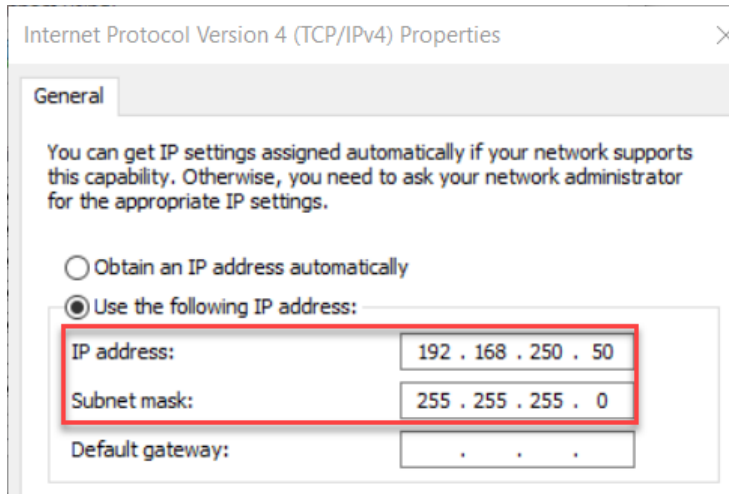 Internet Protocol Version 4 (TCP/IPv4) Properties
General
You can get IP settings assigned automatically if your network supports
this capability. Otherwise, you need to ask your network administrator
for the appropriate IP settings.
Obtain an IP address automatically
Use the following IP address:
IP address: 192 . 168 . 250 . 50
Subnet mask: 255 . 255 . 255 . 0
Default gateway: . . .